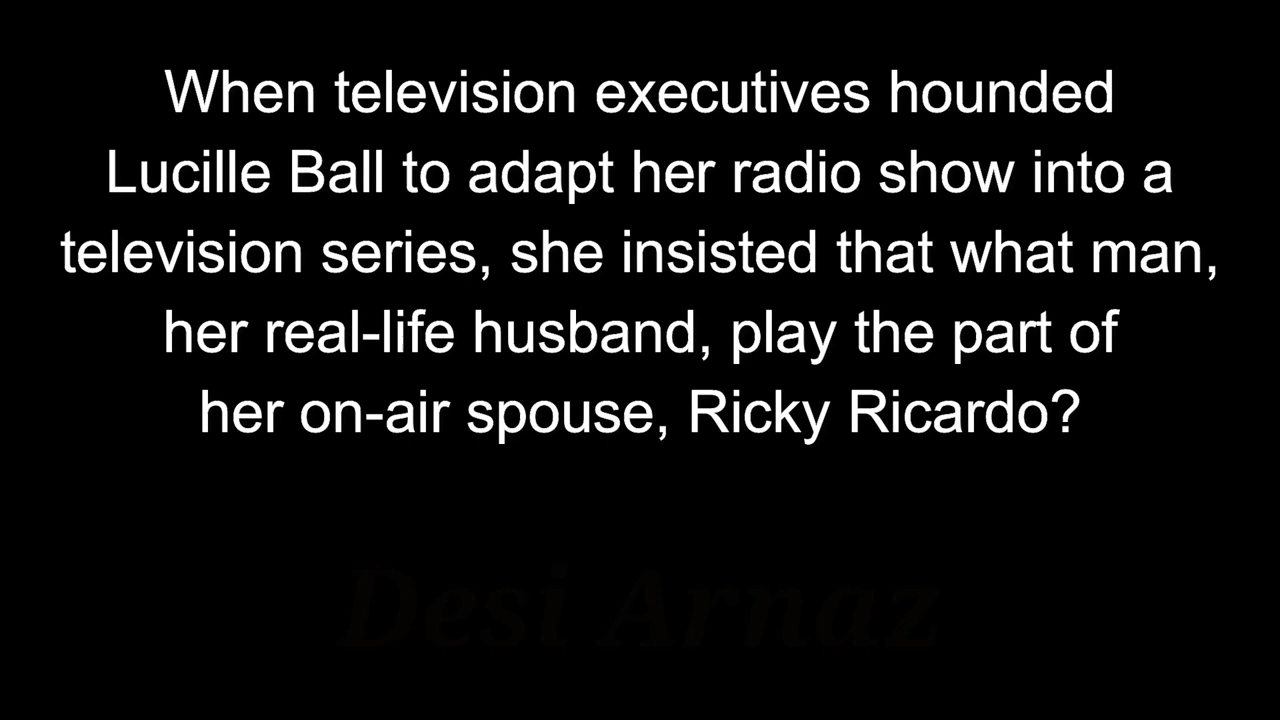 When television executives hounded
Lucille Ball to adapt her radio show into a
television series, she insisted that what man,
her real-life husband, play the part of
her on-air spouse, Ricky Ricardo?
Desi Arnaz